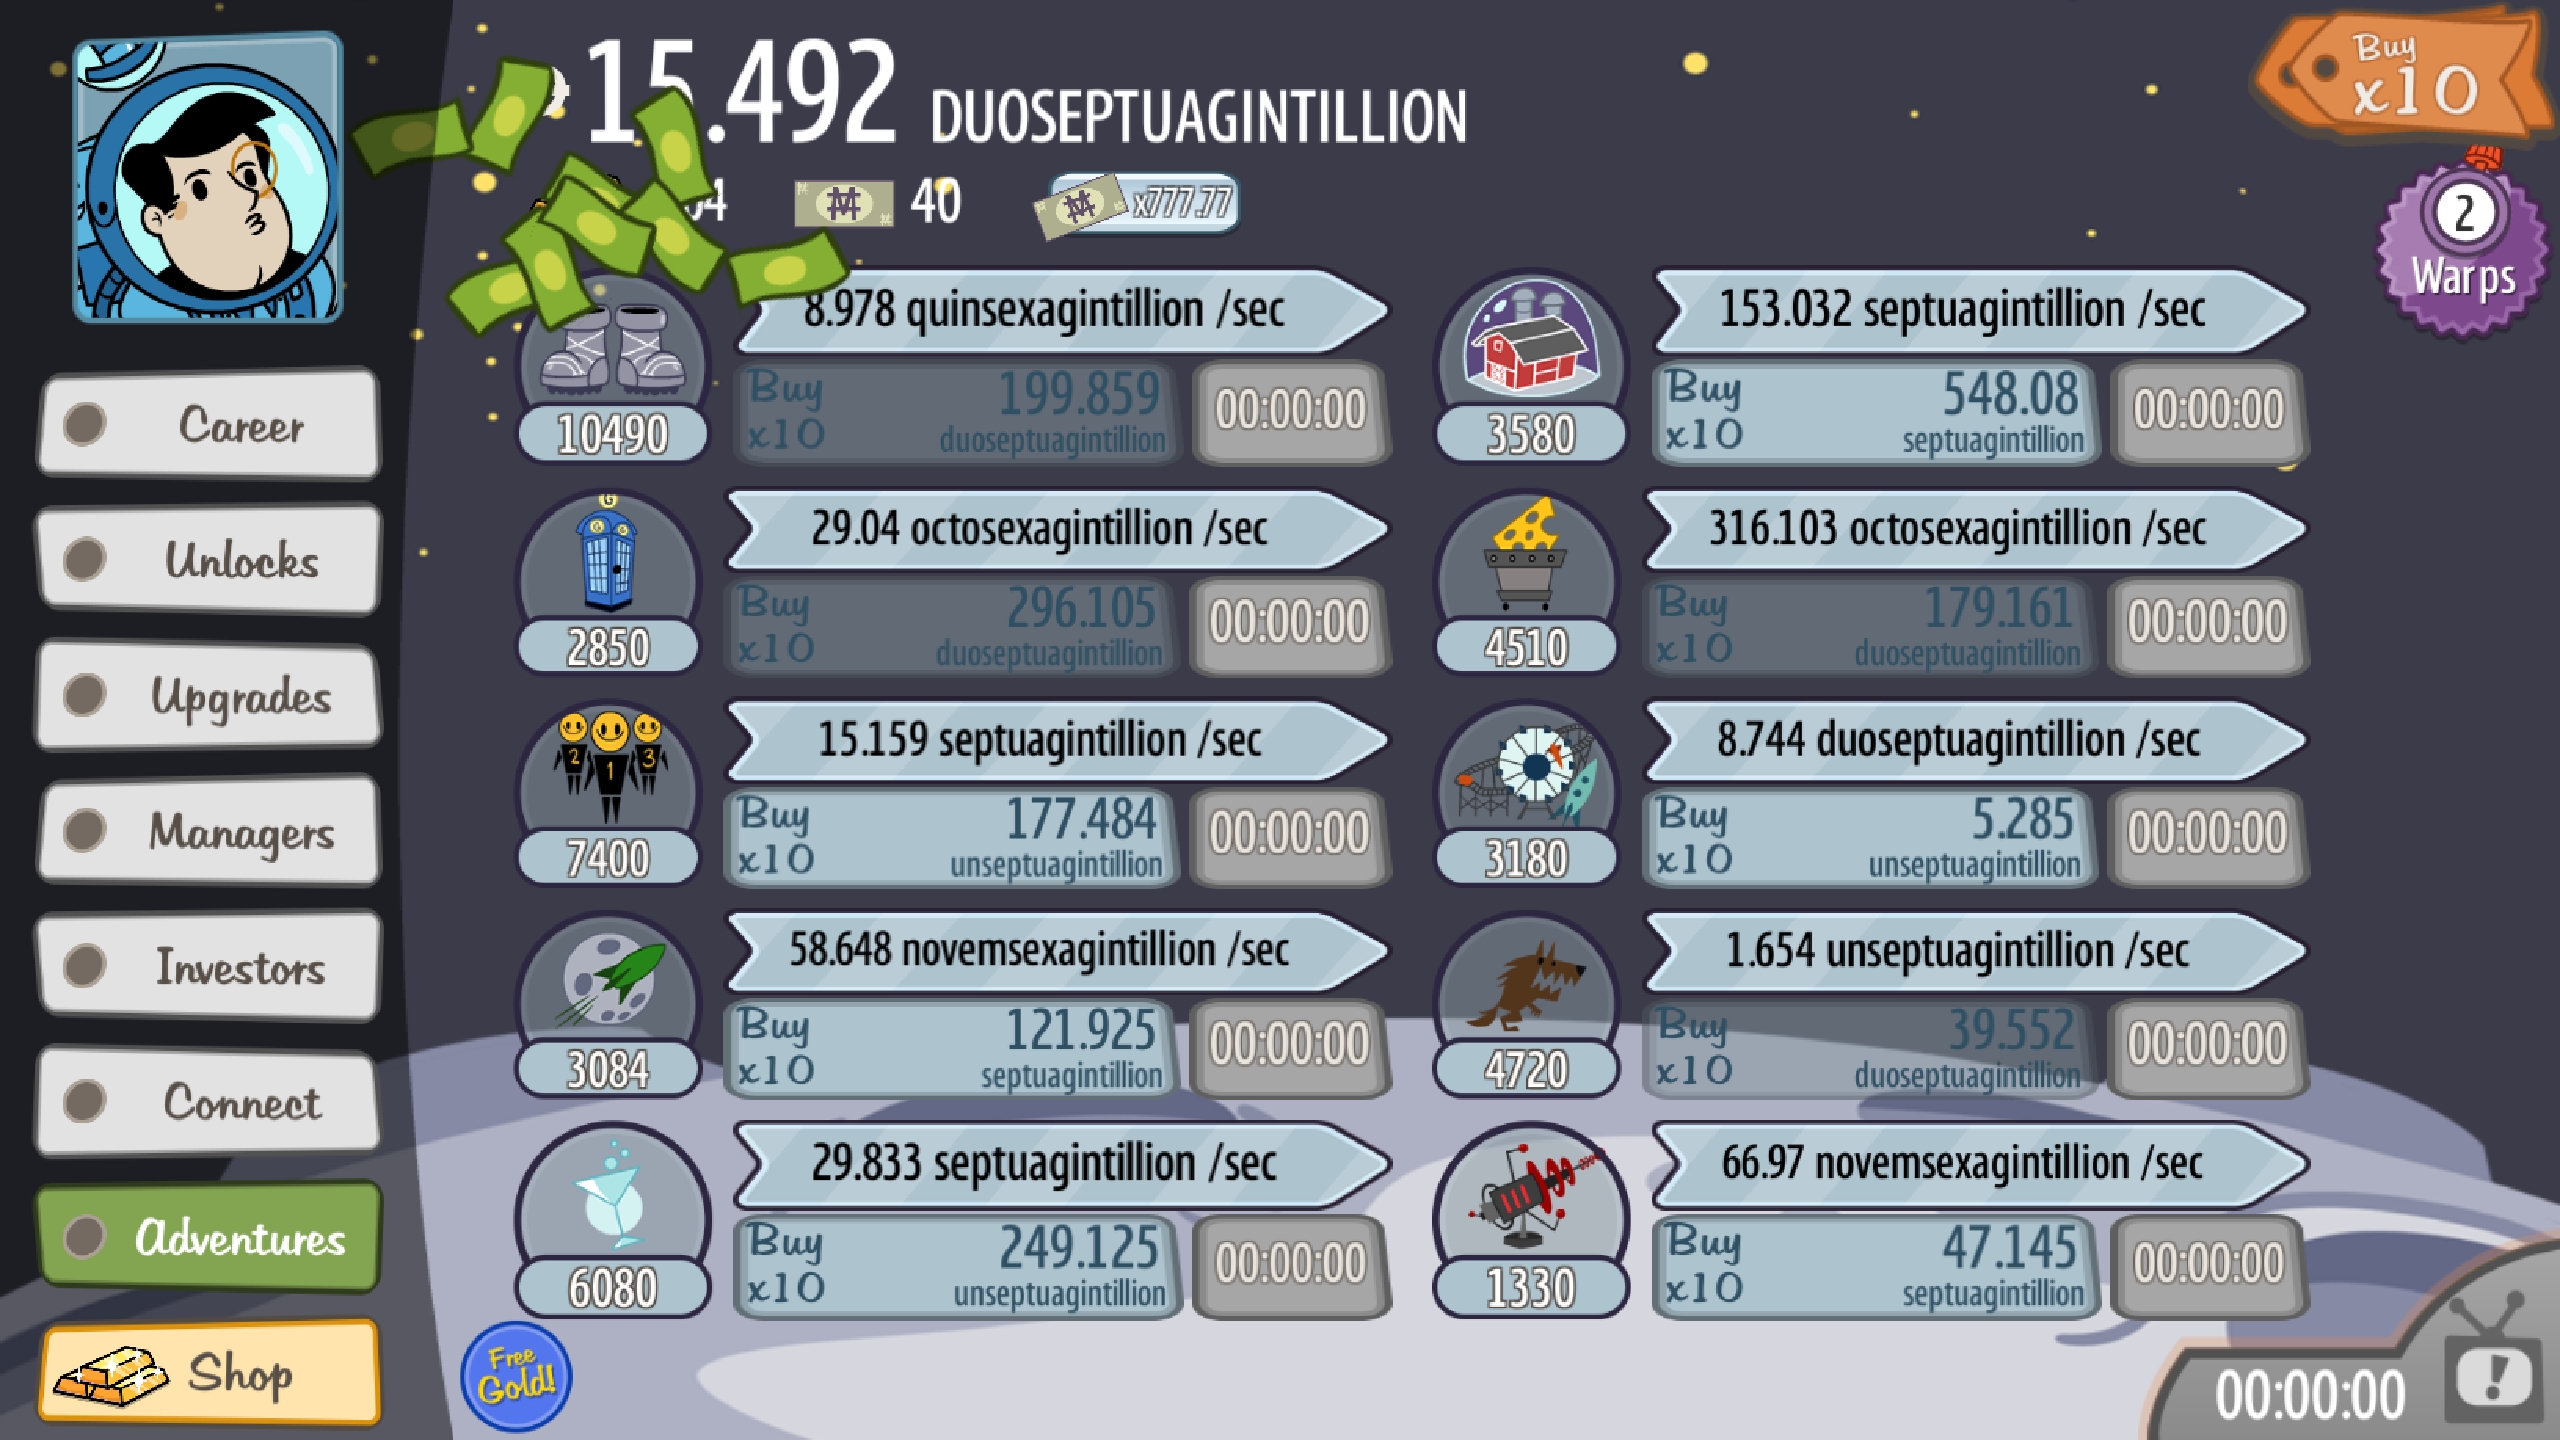 15.492 DUOSEPTUAGINTILLION
Buy
x10
40
x777.77
2
Warps
8.978 quinsexagintillion /sec
Buy
x10
199.859
duoseptuagintillion
00:00:00
10490
153.032 septuagintillion /sec
Buy
x10
548.08
septuagintillion
00:00:00
3580
G
29.04 octosexagintillion /sec
Buy
x10
296.105
duoseptuagintillion
00:00:00
2850
316.103 octosexagintillion /sec
Buy
x10
179.161
duoseptuagintillion
00:00:00
4510
2 1 3
15.159 septuagintillion /sec
Buy
x10
177.484
unseptuagintillion
00:00:00
7400
8.744 duoseptuagintillion /sec
Buy
x10
5.285
unseptuagintillion
00:00:00
3180
58.648 novemsexagintillion /sec
Buy
x10
121.925
septuagintillion
00:00:00
3084
1.654 unseptuagintillion /sec
Buy
x10
39.552
duoseptuagintillion
00:00:00
4720
29.833 septuagintillion /sec
Buy
x10
249.125
unseptuagintillion
00:00:00
6080
66.97 novemsexagintillion /sec
Buy
x10
47.145
septuagintillion
00:00:00
1330
Career
Unlocks
Upgrades
Managers
Investors
Connect
Adventures
Shop
Free
Gold!
00:00:00
!